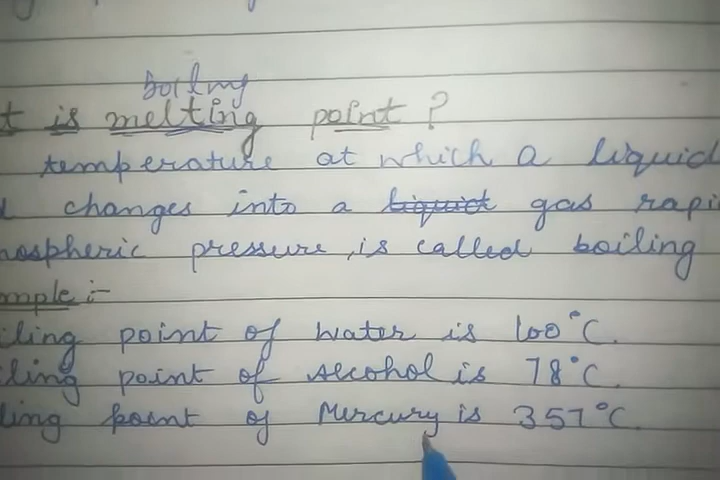 boiling
t is melting point ?
temperature at which a liquid
changes into a liquid gas rapi
ospheric pressure, is called boiling
mple :-
iling point of water is 100°C.
ling point of Alcohol is 78°C.
ling point of Mercury is 357°C.